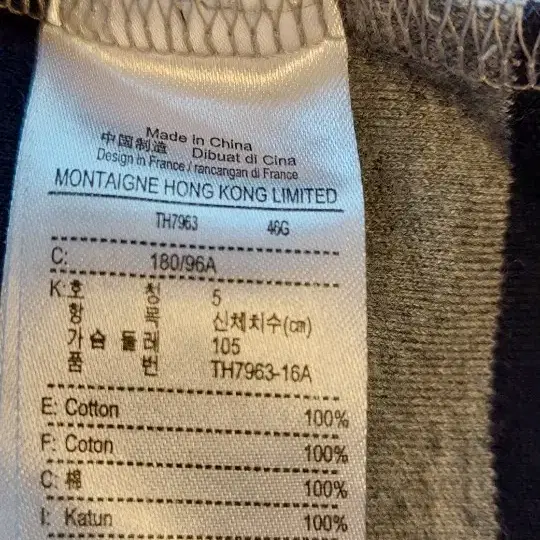 Made in China
中国制造 Dibuat di Cina
Design in France / rancangan di France
MONTAIGNE HONG KONG LIMITED
TH7963 46G
C: 180/96A
K: 호 칭 5
항 목 신체치수(cm)
가 슴 둘 레 105
품 번 TH7963-16A
E: Cotton 100%
F: Coton 100%
C: 棉 100%
I: Katun 100%